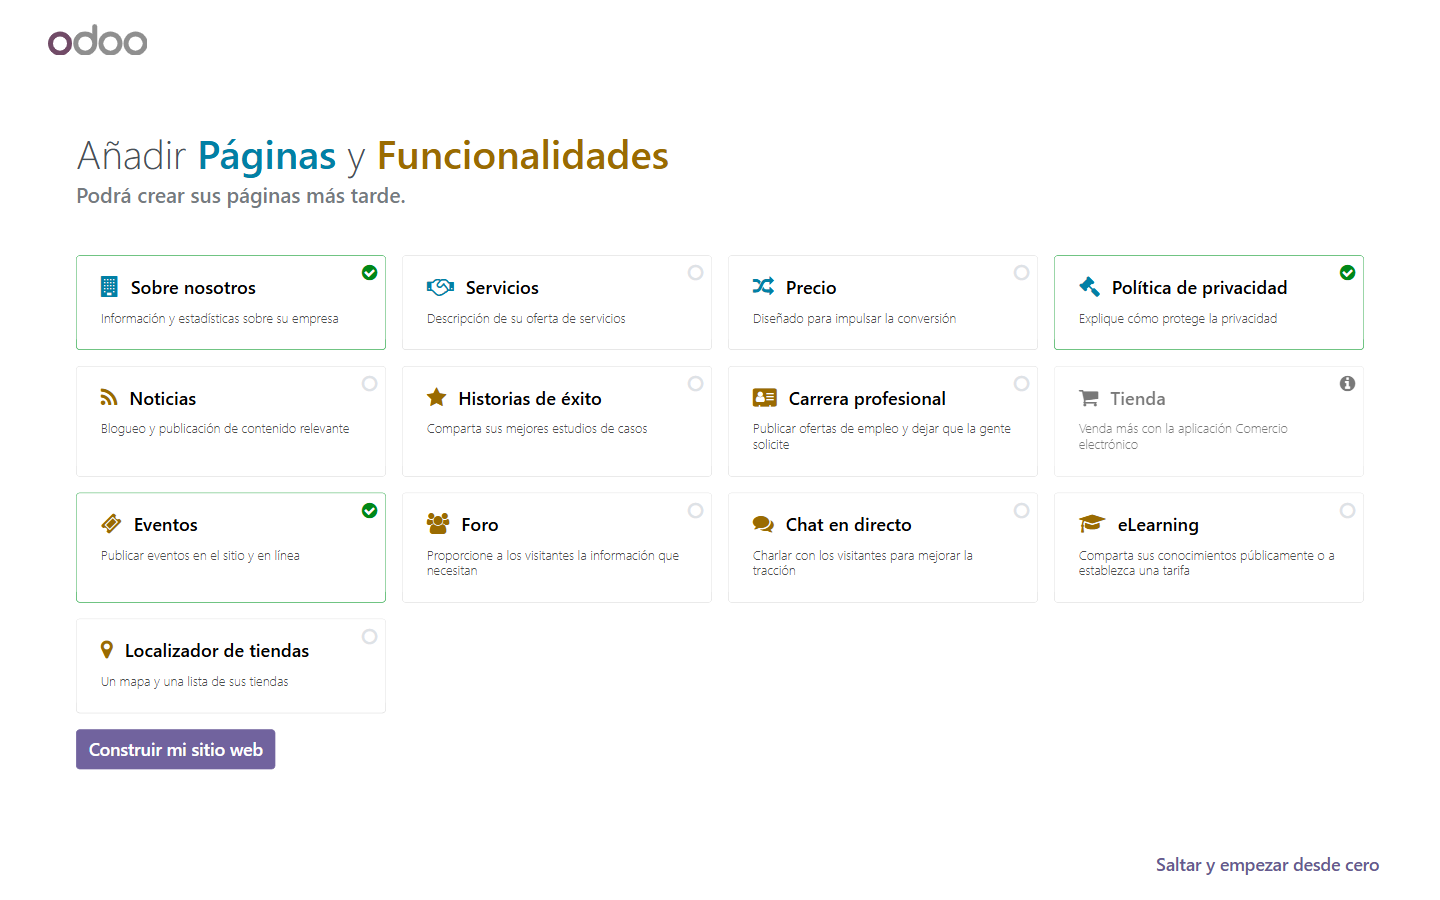 odoo
Añadir Páginas y Funcionalidades
Podrá crear sus páginas más tarde.
Sobre nosotros
Información y estadísticas sobre su empresa
Servicios
Descripción de su oferta de servicios
Precio
Diseñado para impulsar la conversión
Política de privacidad
Explique cómo protege la privacidad
Noticias
Blogueo y publicación de contenido relevante
Historias de éxito
Comparta sus mejores estudios de casos
Carrera profesional
Publicar ofertas de empleo y dejar que la gente
solicite
Tienda
Venda más con la aplicación Comercio
electrónico
Eventos
Publicar eventos en el sitio y en línea
Foro
Proporcione a los visitantes la información que
necesitan
Chat en directo
Charlar con los visitantes para mejorar la
tracción
eLearning
Comparta sus conocimientos públicamente o a
establezca una tarifa
Localizador de tiendas
Un mapa y una lista de sus tiendas
Construir mi sitio web
Saltar y empezar desde cero